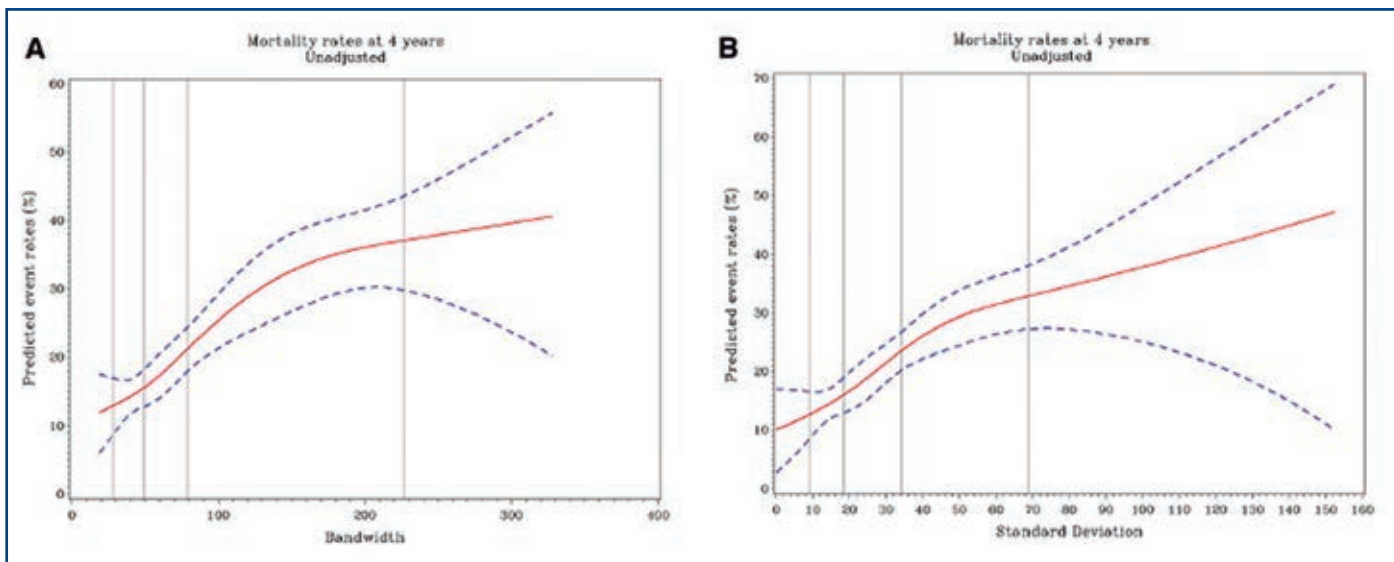 A
Mortality rates at 4 years
Unadjusted
Predicted event rates (%)
60
50
40
30
20
10
0
0 100 200 300 400
Bandwidth
B
Mortality rates at 4 years
Unadjusted
Predicted event rates (%)
70
60
50
40
30
20
10
0
0 10 20 30 40 50 60 70 80 90 100 110 120 130 140 150 160
Standard Deviation